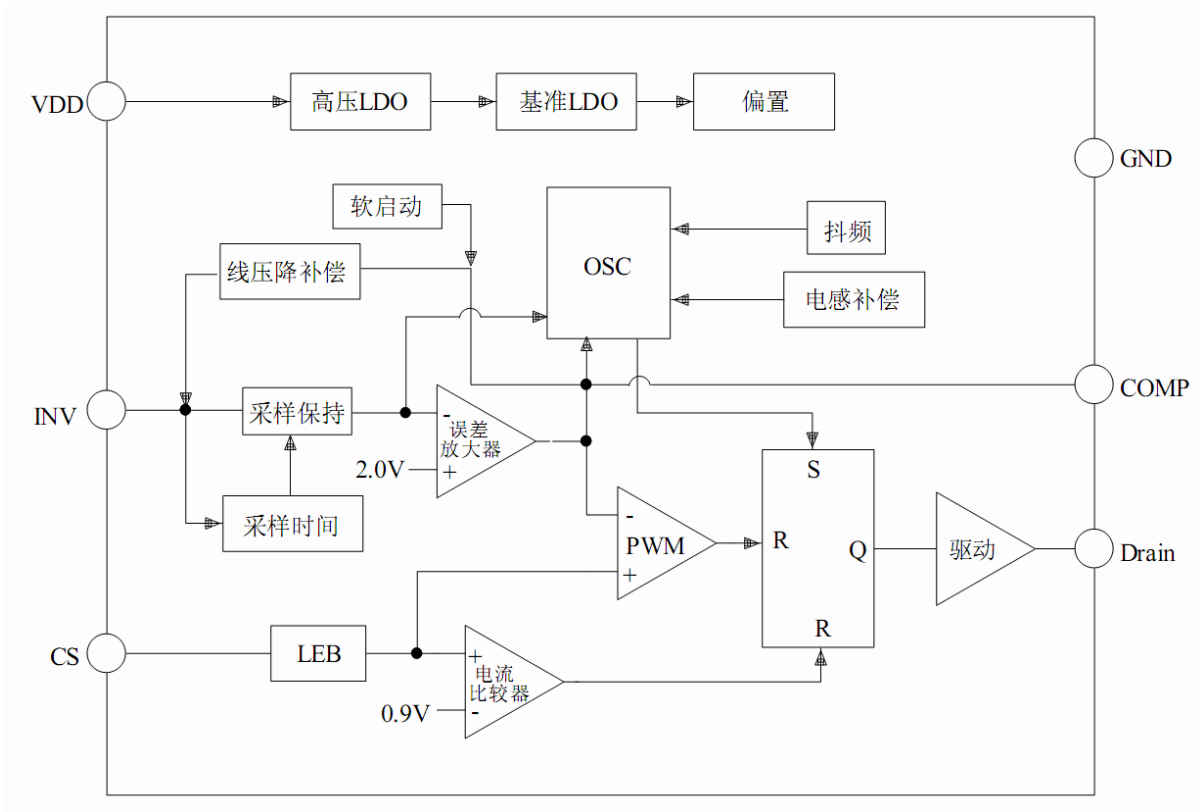 VDD
高压LDO
基准LDO
偏置
GND
软启动
OSC
抖频
线压降补偿
电感补偿
INV
采样保持
-
误差
放大器
2.0V
+
COMP
采样时间
S
-
PWM
+
R
Q
驱动
Drain
R
CS
LEB
+
电流
比较器
0.9V
-